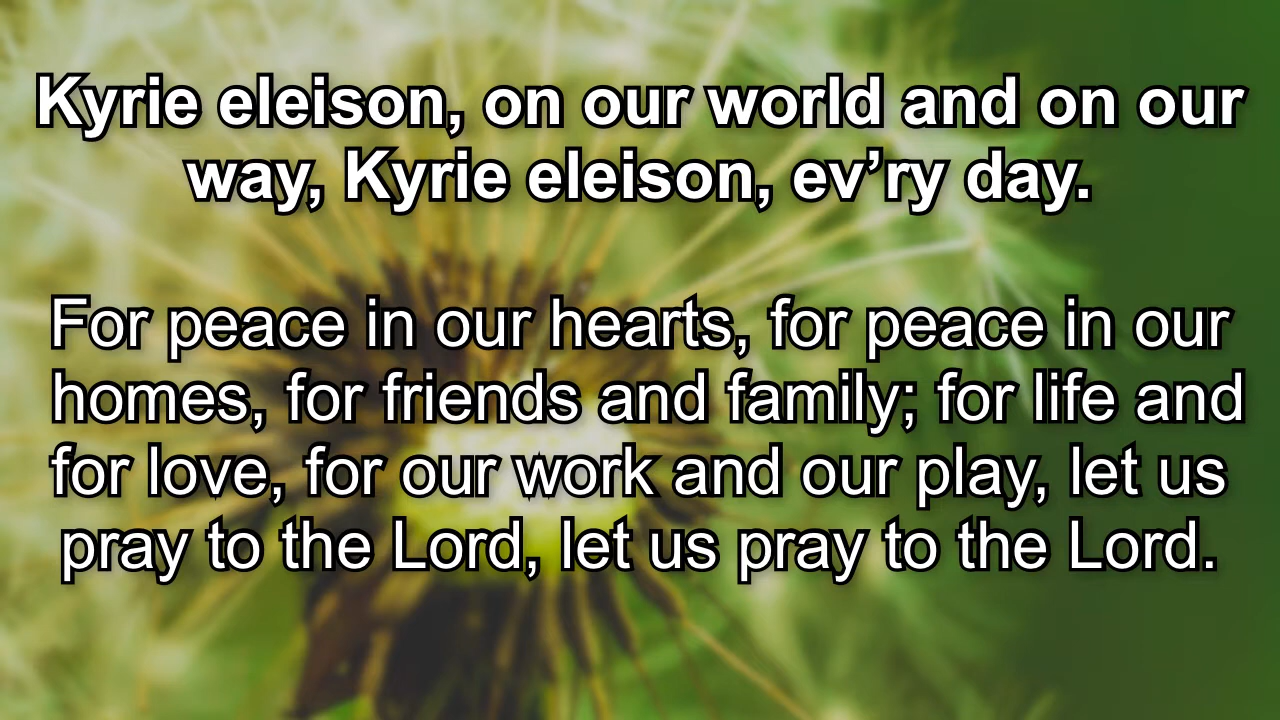 Kyrie eleison, on our world and on our
way, Kyrie eleison, ev’ry day.
For peace in our hearts, for peace in our
homes, for friends and family; for life and
for love, for our work and our play, let us
pray to the Lord, let us pray to the Lord.